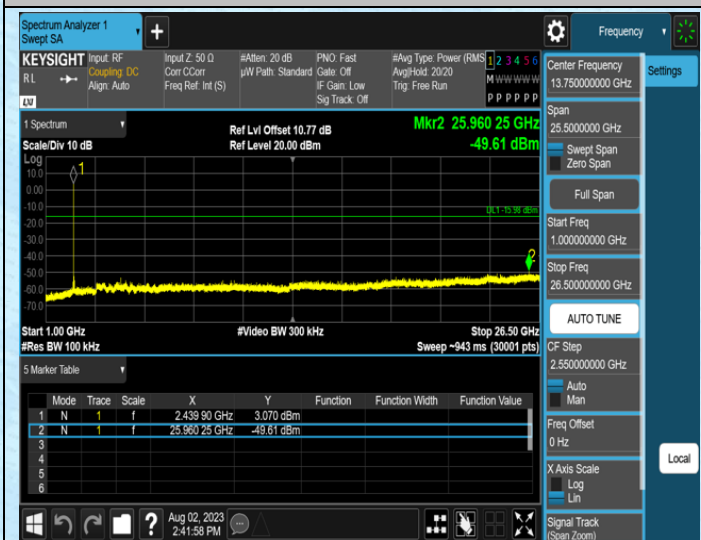 Spectrum Analyzer 1
Swept SA
Frequency
KEYSIGHT
RL
LXI
Input: RF
Coupling: DC
Align: Auto
Input Z: 50 Ω
Corr CCorr
Freq Ref: Int (S)
#Atten: 20 dB
µW Path: Standard
PNO: Fast
Gate: Off
IF Gain: Low
Sig Track: Off
#Avg Type: Power (RMS
Avg|Hold: 20/20
Trig: Free Run
1 2 3 4 5 6
M W W W W W
P P P P P P
1 Spectrum
Scale/Div 10 dB
Ref Lvl Offset 10.77 dB
Ref Level 20.00 dBm
Mkr2 25.960 25 GHz
-49.61 dBm
Log
10.0
0.00
-10.0
-20.0
-30.0
-40.0
-50.0
-60.0
-70.0
1
DL1 -15.98 dBm
2
Start 1.00 GHz
#Res BW 100 kHz
#Video BW 300 kHz
Stop 26.50 GHz
Sweep ~943 ms (30001 pts)
5 Marker Table
Mode Trace Scale X Y Function Function Width Function Value
1 N 1 f 2.439 90 GHz 3.070 dBm
2 N 1 f 25.960 25 GHz -49.61 dBm
3
4
5
6
Aug 02, 2023
2:41:58 PM
Center Frequency
13.750000000 GHz
Span
25.5000000 GHz
Swept Span
Zero Span
Full Span
Start Freq
1.000000000 GHz
Stop Freq
26.500000000 GHz
AUTO TUNE
CF Step
2.550000000 GHz
Auto
Man
Freq Offset
0 Hz
X Axis Scale
Log
Lin
Signal Track
(Span Zoom)
Settings
Local